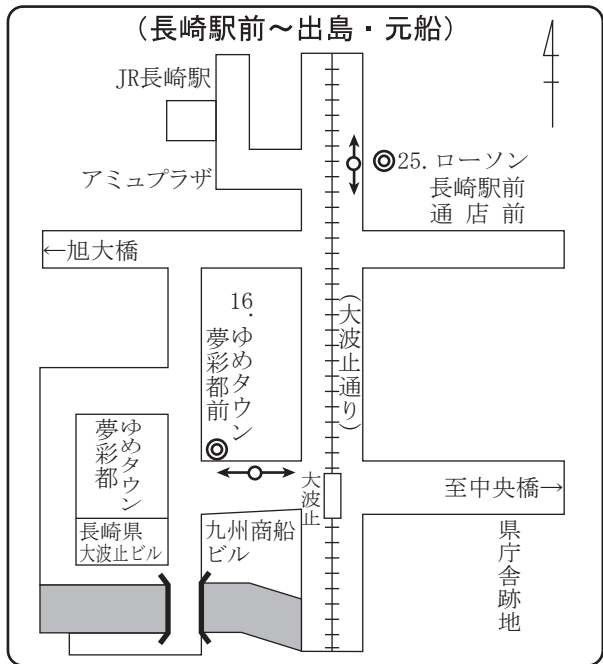 (長崎駅前～出島・元船)
JR長崎駅
アミュプラザ
25.ローソン
長崎駅前
通店前
←旭大橋
16.ゆめタウン
夢彩都前
(大波止通り)
ゆめタウン
夢彩都
長崎県
大波止ビル
九州商船
ビル
大波止
至中央橋→
県庁舎跡地